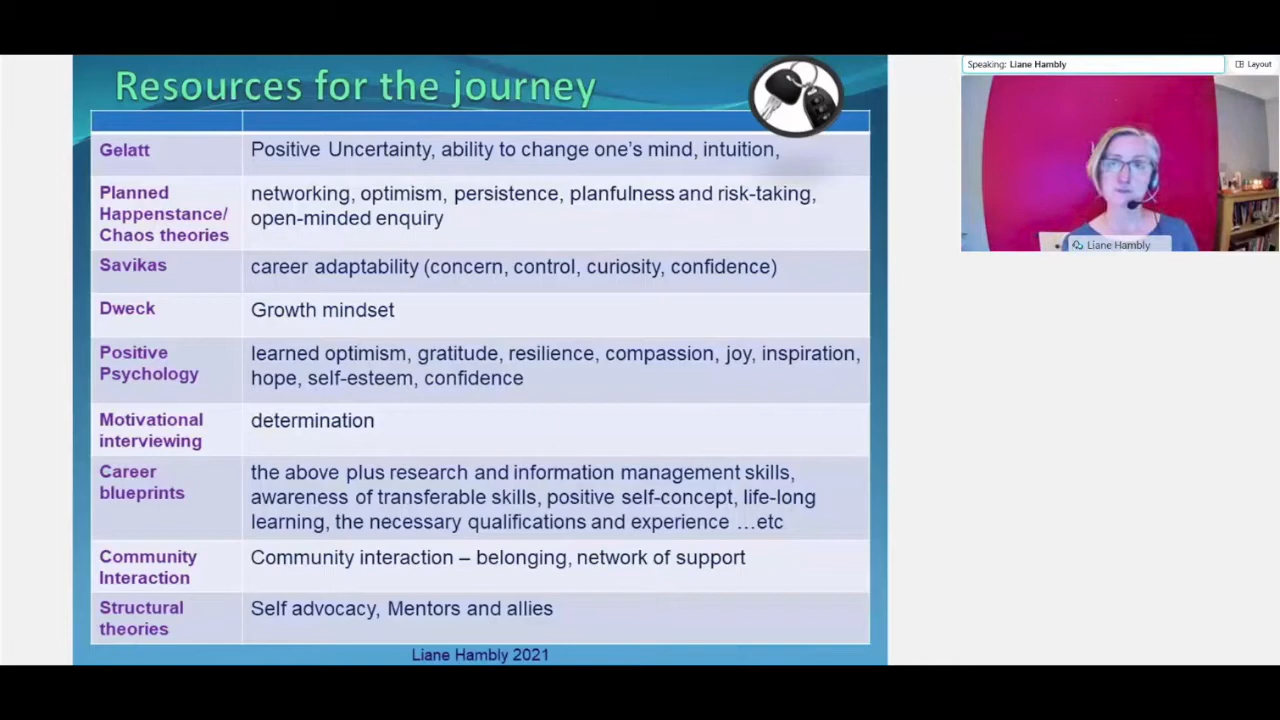 Resources for the journey
Gelatt
Positive Uncertainty, ability to change one's mind, intuition,
Planned
Happenstance/
Chaos theories
networking, optimism, persistence, planfulness and risk-taking,
open-minded enquiry
Savikas
career adaptability (concern, control, curiosity, confidence)
Dweck
Growth mindset
Positive
Psychology
learned optimism, gratitude, resilience, compassion, joy, inspiration,
hope, self-esteem, confidence
Motivational
interviewing
determination
Career
blueprints
the above plus research and information management skills,
awareness of transferable skills, positive self-concept, life-long
learning, the necessary qualifications and experience …etc
Community
Interaction
Community interaction – belonging, network of support
Structural
theories
Self advocacy, Mentors and allies
Liane Hambly 2021
Speaking: Liane Hambly
Layout
Liane Hambly